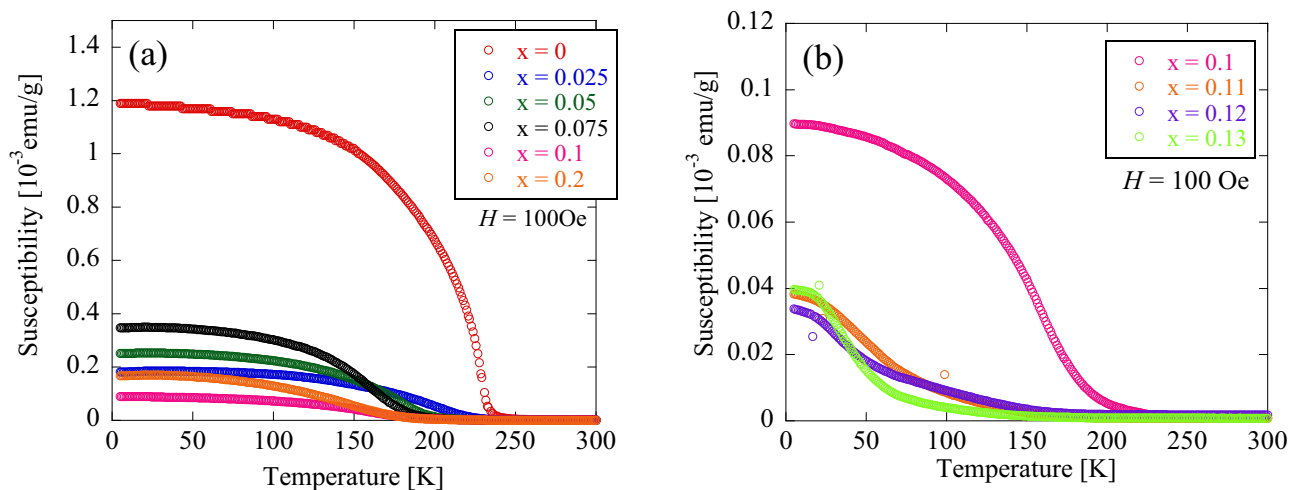 (a)
x = 0
x = 0.025
x = 0.05
x = 0.075
x = 0.1
x = 0.2
H = 100Oe
Susceptibility [10⁻³ emu/g]
1.4
1.2
1
0.8
0.6
0.4
0.2
0
0 50 100 150 200 250 300
Temperature [K]
(b)
x = 0.1
x = 0.11
x = 0.12
x = 0.13
H = 100 Oe
Susceptibility [10⁻³ emu/g]
0.12
0.1
0.08
0.06
0.04
0.02
0
0 50 100 150 200 250 300
Temperature [K]